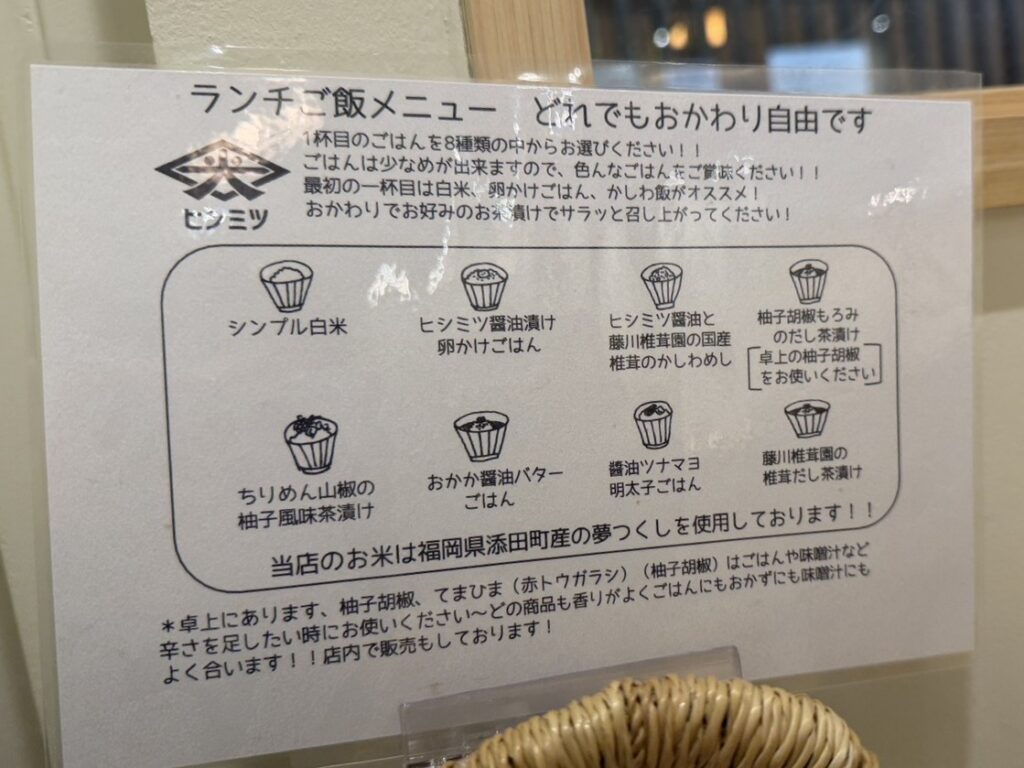 ランチご飯メニュー　どれでもおかわり自由です
1杯目のごはんを8種類の中からお選びください！！
ごはんは少なめが出来ますので、色んなごはんをご賞味ください！！
最初の一杯目は白米、卵かけごはん、かしわ飯がオススメ！
おかわりでお好みのお茶漬けでサラッと召し上がってください！
米
ヒシミツ
シンプル白米
ヒシミツ醤油漬け
卵かけごはん
ヒシミツ醤油と
藤川椎茸園の国産
椎茸のかしわめし
柚子胡椒もろみ
のだし茶漬け
卓上の柚子胡椒
をお使いください
ちりめん山椒の
柚子風味茶漬け
おかか醤油バター
ごはん
醬油ツナマヨ
明太子ごはん
藤川椎茸園の
椎茸だし茶漬け
当店のお米は福岡県添田町産の夢つくしを使用しております！！
＊卓上にあります、柚子胡椒、てまひま（赤トウガラシ）（柚子胡椒）はごはんや味噌汁など
辛さを足したい時にお使いください～どの商品も香りがよくごはんにもおかずにも味噌汁にも
よく合います！！店内で販売もしております！